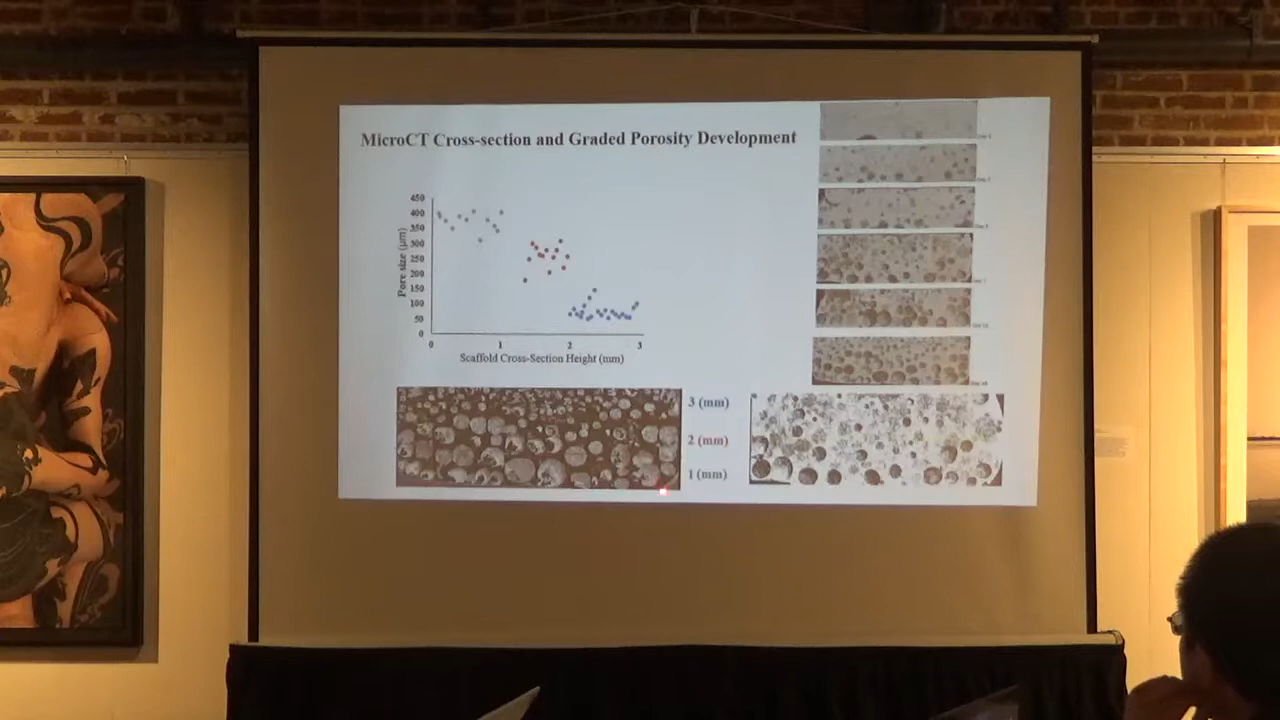 MicroCT Cross-section and Graded Porosity Development
450
400
350
300
250
200
150
100
50
0
Pore size (μm)
0 1 2 3
Scaffold Cross-Section Height (mm)
3 (mm)
2 (mm)
1 (mm)